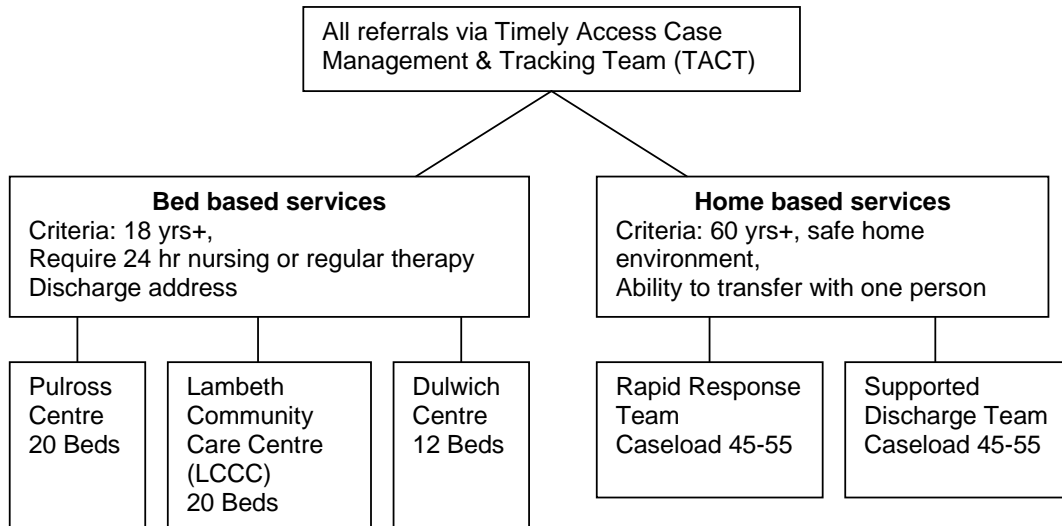 All referrals via Timely Access Case
Management & Tracking Team (TACT)
Bed based services
Criteria: 18 yrs+,
Require 24 hr nursing or regular therapy
Discharge address
Home based services
Criteria: 60 yrs+, safe home
environment,
Ability to transfer with one person
Pulross
Centre
20 Beds
Lambeth
Community
Care Centre
(LCCC)
20 Beds
Dulwich
Centre
12 Beds
Rapid Response
Team
Caseload 45-55
Supported
Discharge Team
Caseload 45-55